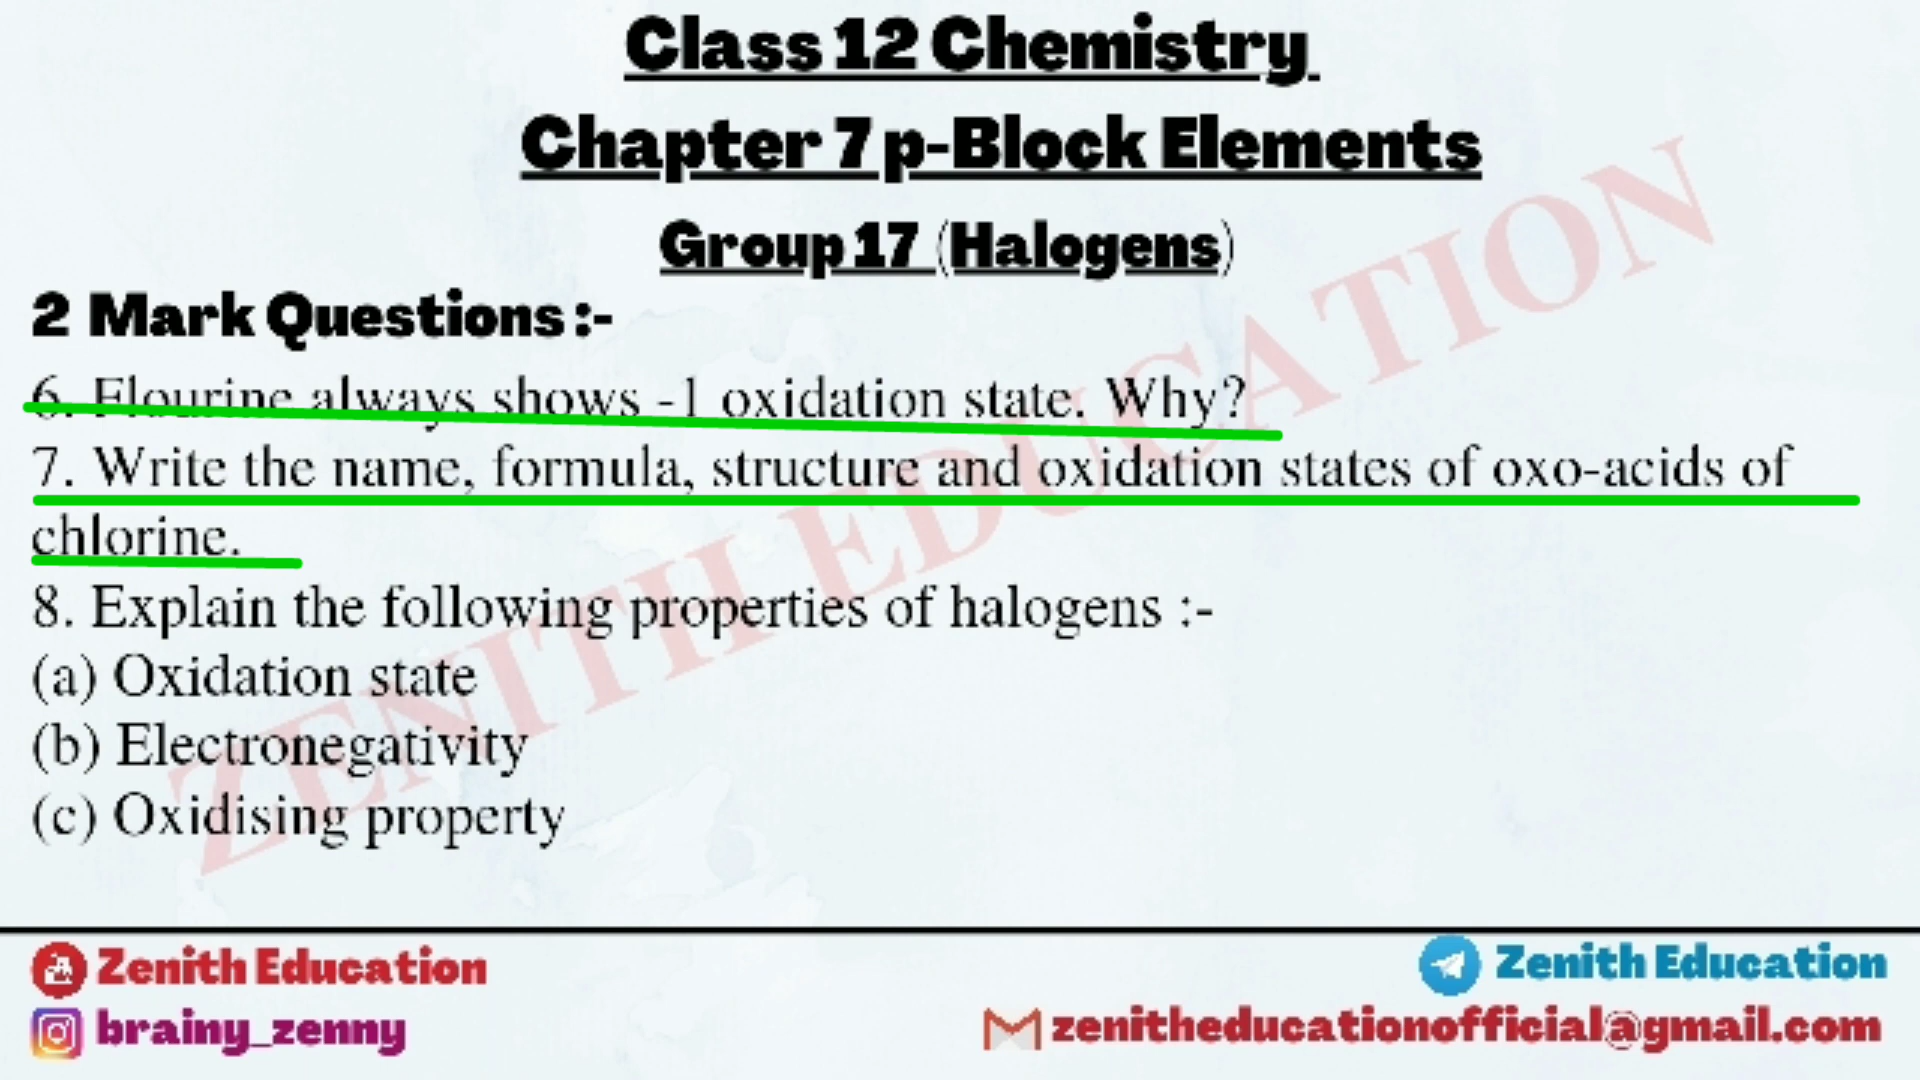 Class 12 Chemistry
Chapter 7 p-Block Elements
Group 17 (Halogens)
2 Mark Questions :-
6. Flourine always shows -1 oxidation state. Why?
7. Write the name, formula, structure and oxidation states of oxo-acids of
chlorine.
8. Explain the following properties of halogens :-
(a) Oxidation state
(b) Electronegativity
(c) Oxidising property
ZENITH EDUCATION
Zenith Education
Zenith Education
brainy_zenny
zenitheducationofficial@gmail.com